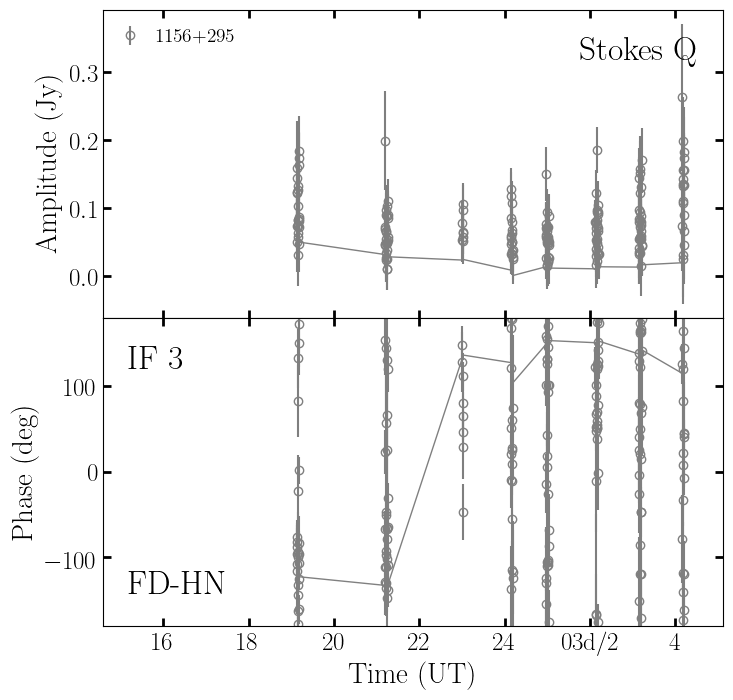 1156+295
Stokes Q
Amplitude (Jy)
0.3
0.2
0.1
0.0
IF 3
Phase (deg)
100
0
−100
FD-HN
16 18 20 22 24 03d/2 4
Time (UT)